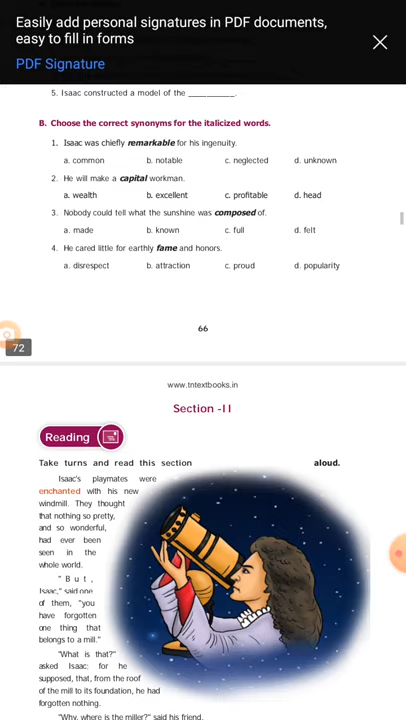 Easily add personal signatures in PDF documents,
easy to fill in forms
PDF Signature
5. Isaac constructed a model of the __________.
B. Choose the correct synonyms for the italicized words.
1. Isaac was chiefly remarkable for his ingenuity.
a. common b. notable c. neglected d. unknown
2. He will make a capital workman.
a. wealth b. excellent c. profitable d. head
3. Nobody could tell what the sunshine was composed of.
a. made b. known c. full d. felt
4. He cared little for earthly fame and honors.
a. disrespect b. attraction c. proud d. popularity
66
72
www.tntextbooks.in
Section -II
Reading
Take turns and read this section aloud.
Isaac's playmates were
enchanted with his new
windmill. They thought
that nothing so pretty,
and so wonderful,
had ever been
seen in the
whole world.
"But,
Isaac," said one
of them, "you
have forgotten
one thing that
belongs to a mill."
"What is that?"
asked Isaac; for he
supposed, that, from the roof
of the mill to its foundation, he had
forgotten nothing.
"Why, where is the miller?" said his friend.